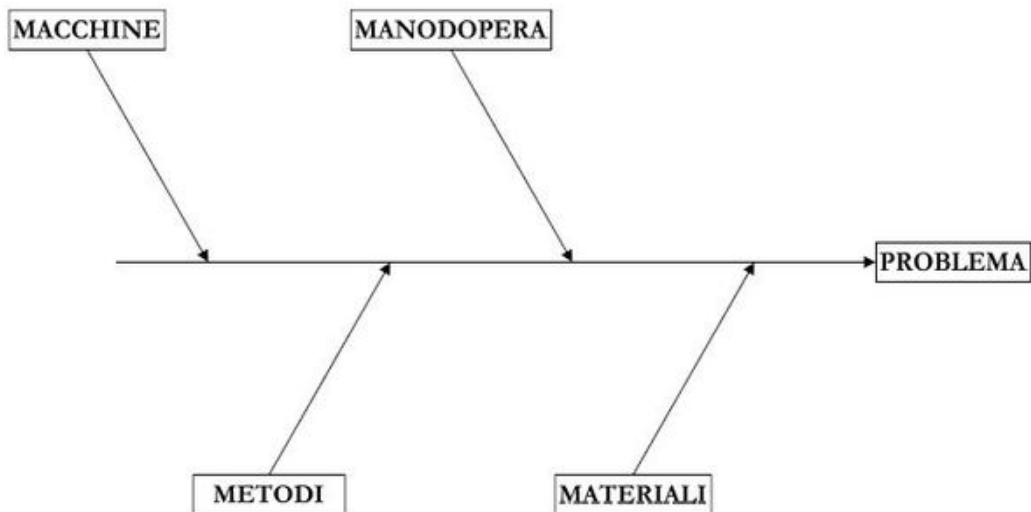 MACCHINE
MANODOPERA
PROBLEMA
METODI
MATERIALI